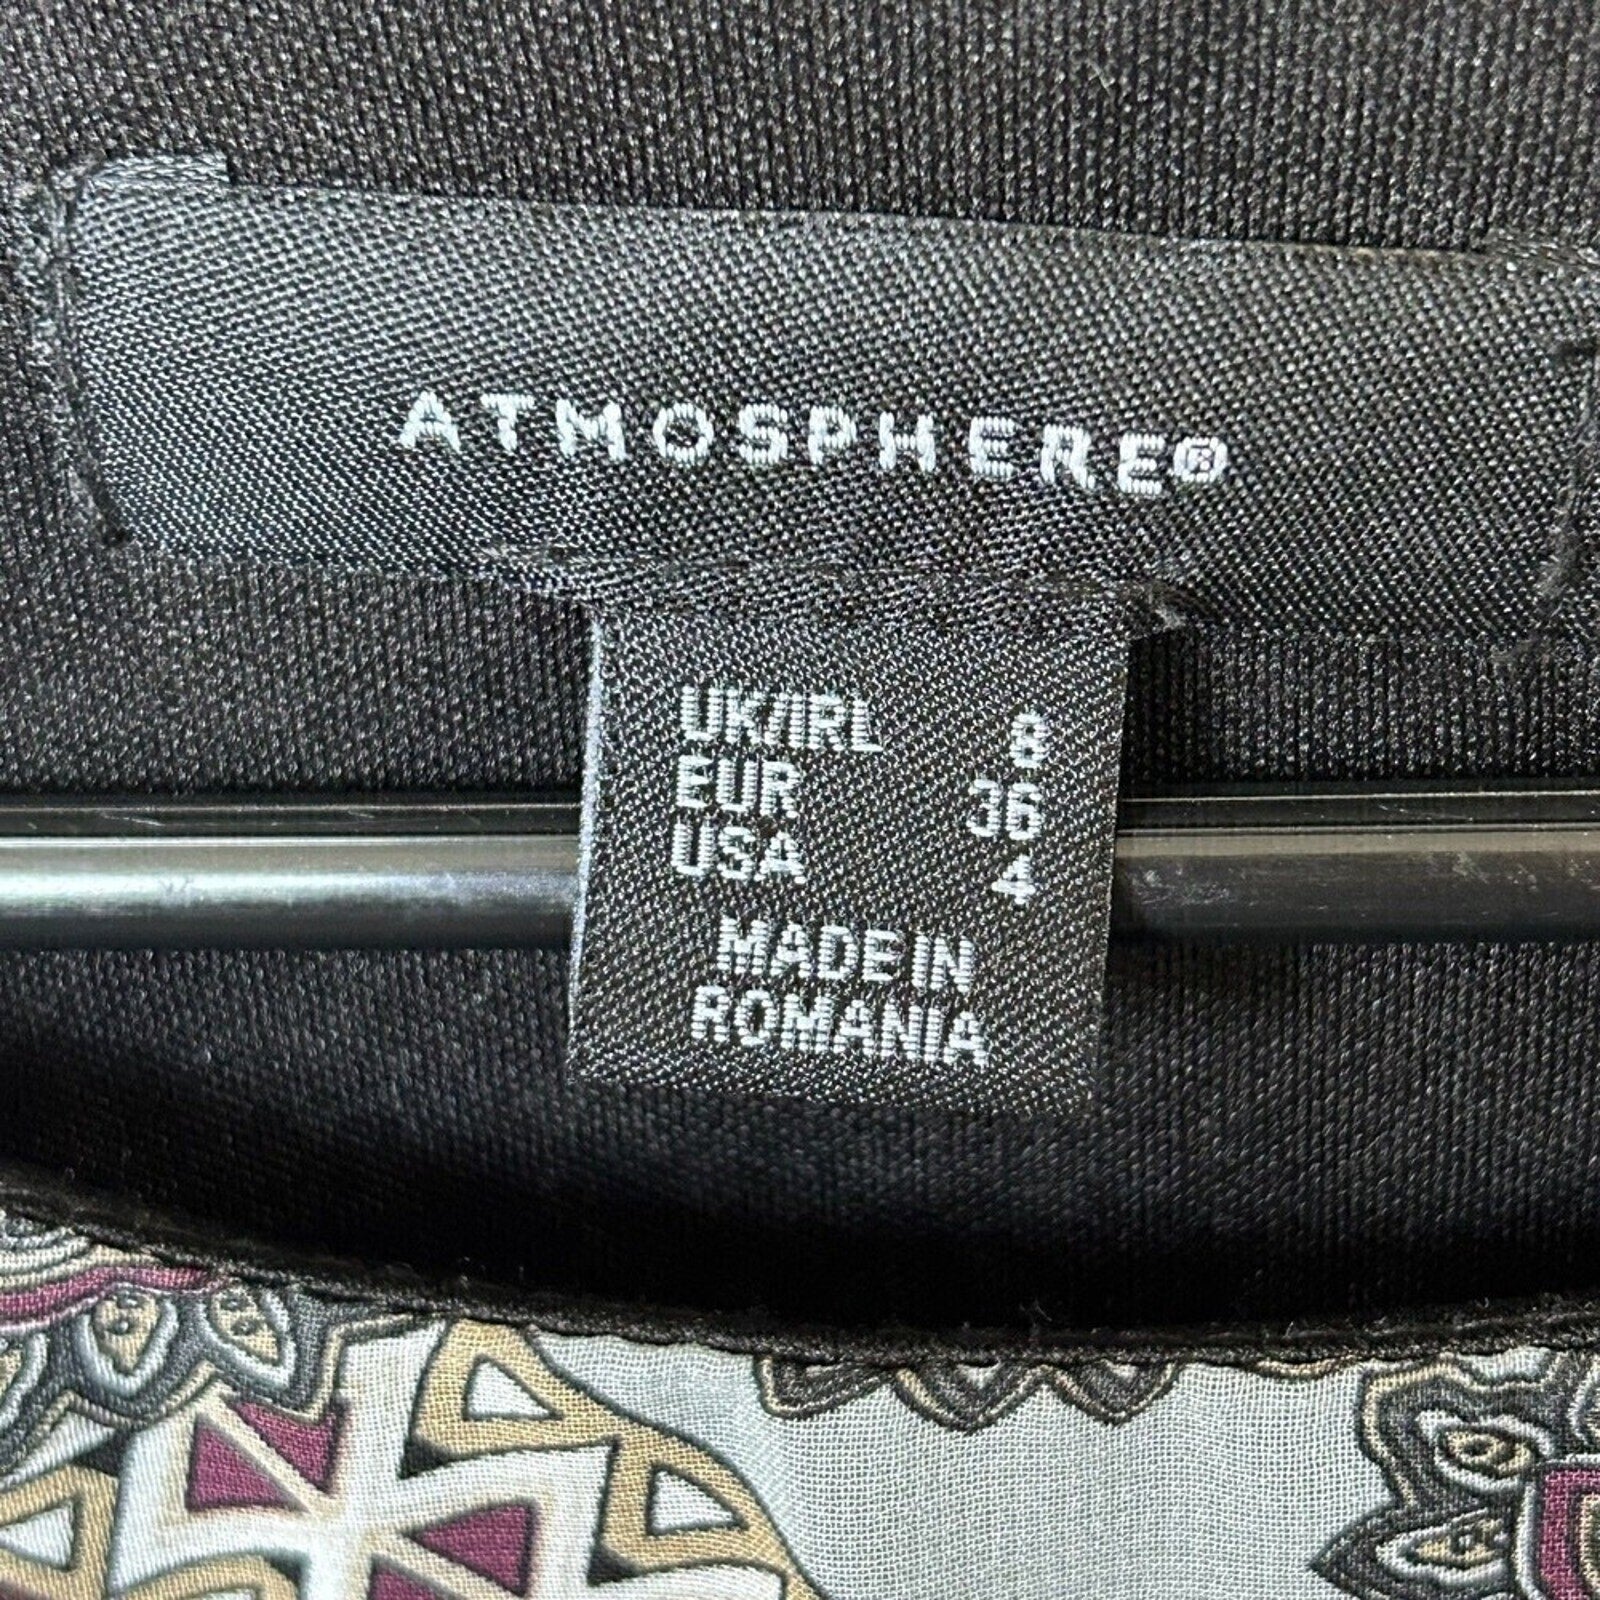 ATMOSPHERE®
UK/IRL 8
EUR 36
USA 4
MADE IN
ROMANIA